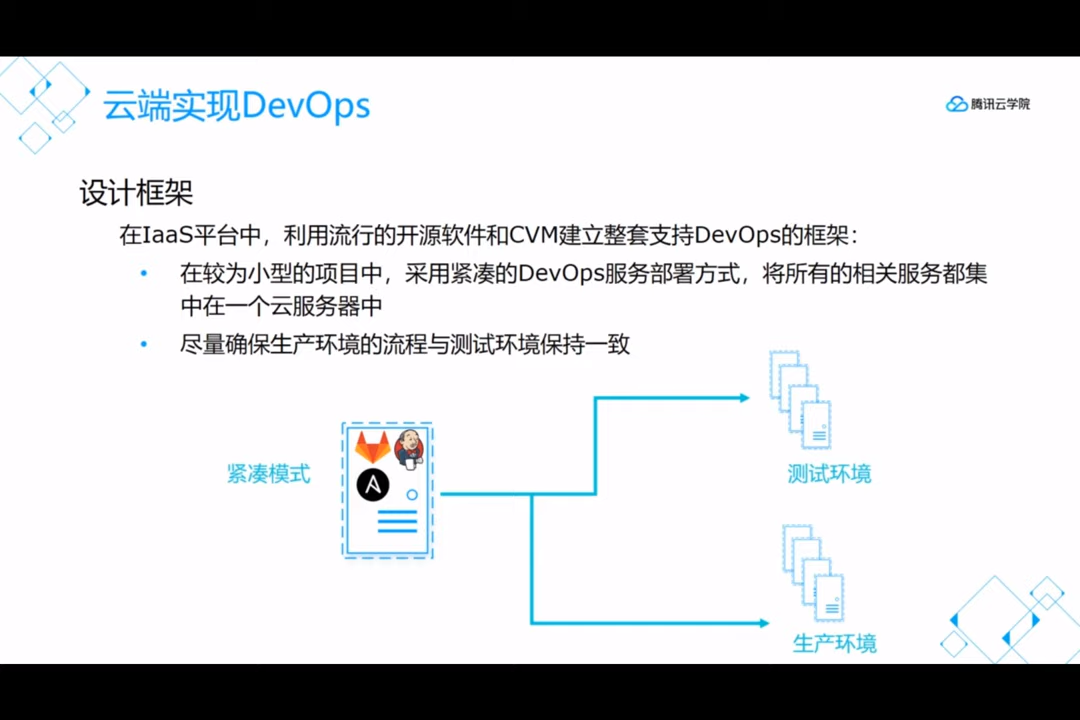 云端实现DevOps
腾讯云学院
设计框架
在IaaS平台中，利用流行的开源软件和CVM建立整套支持DevOps的框架：
• 在较为小型的项目中，采用紧凑的DevOps服务部署方式，将所有的相关服务都集
中在一个云服务器中
• 尽量确保生产环境的流程与测试环境保持一致
紧凑模式
测试环境
生产环境